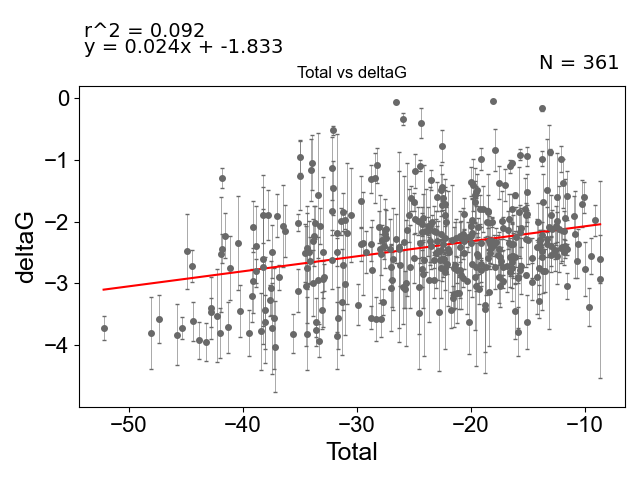 r^2 = 0.092
y = 0.024x + -1.833
N = 361
Total vs deltaG
0
−1
−2
−3
−4
deltaG
−50
−40
−30
−20
−10
Total